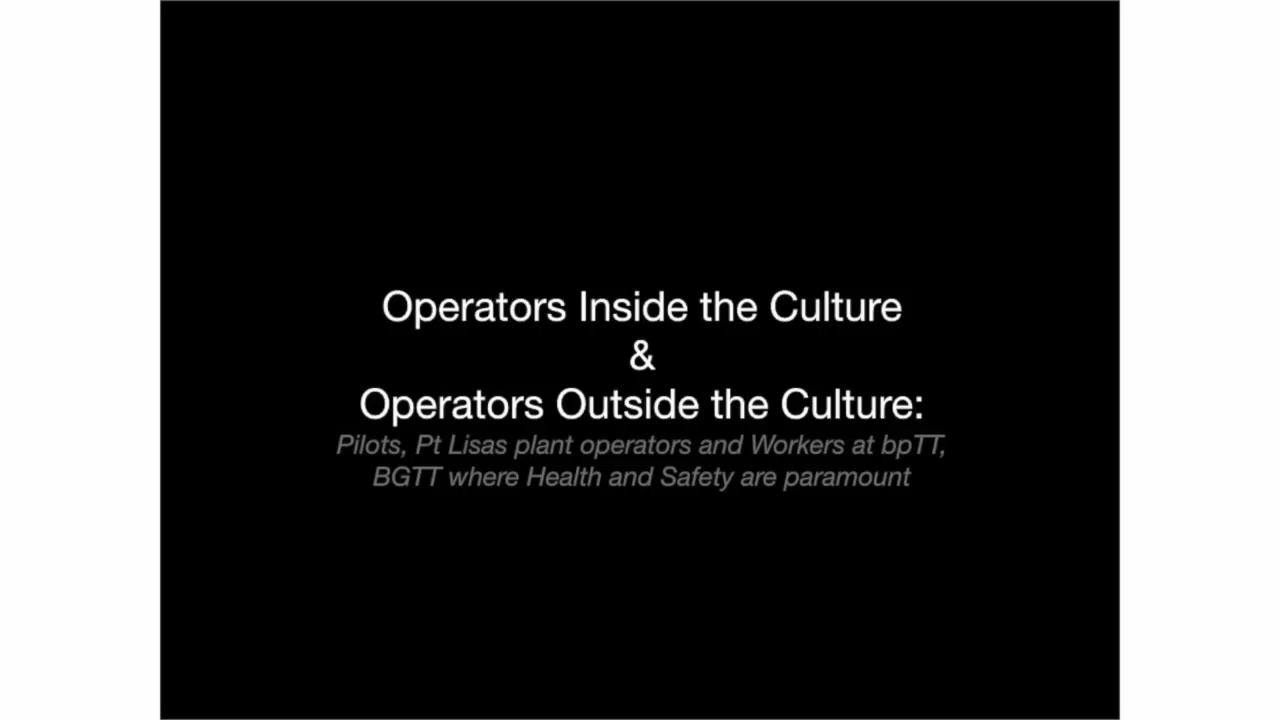 Operators Inside the Culture
&
Operators Outside the Culture:
Pilots, Pt Lisas plant operators and Workers at bpTT,
BGTT where Health and Safety are paramount